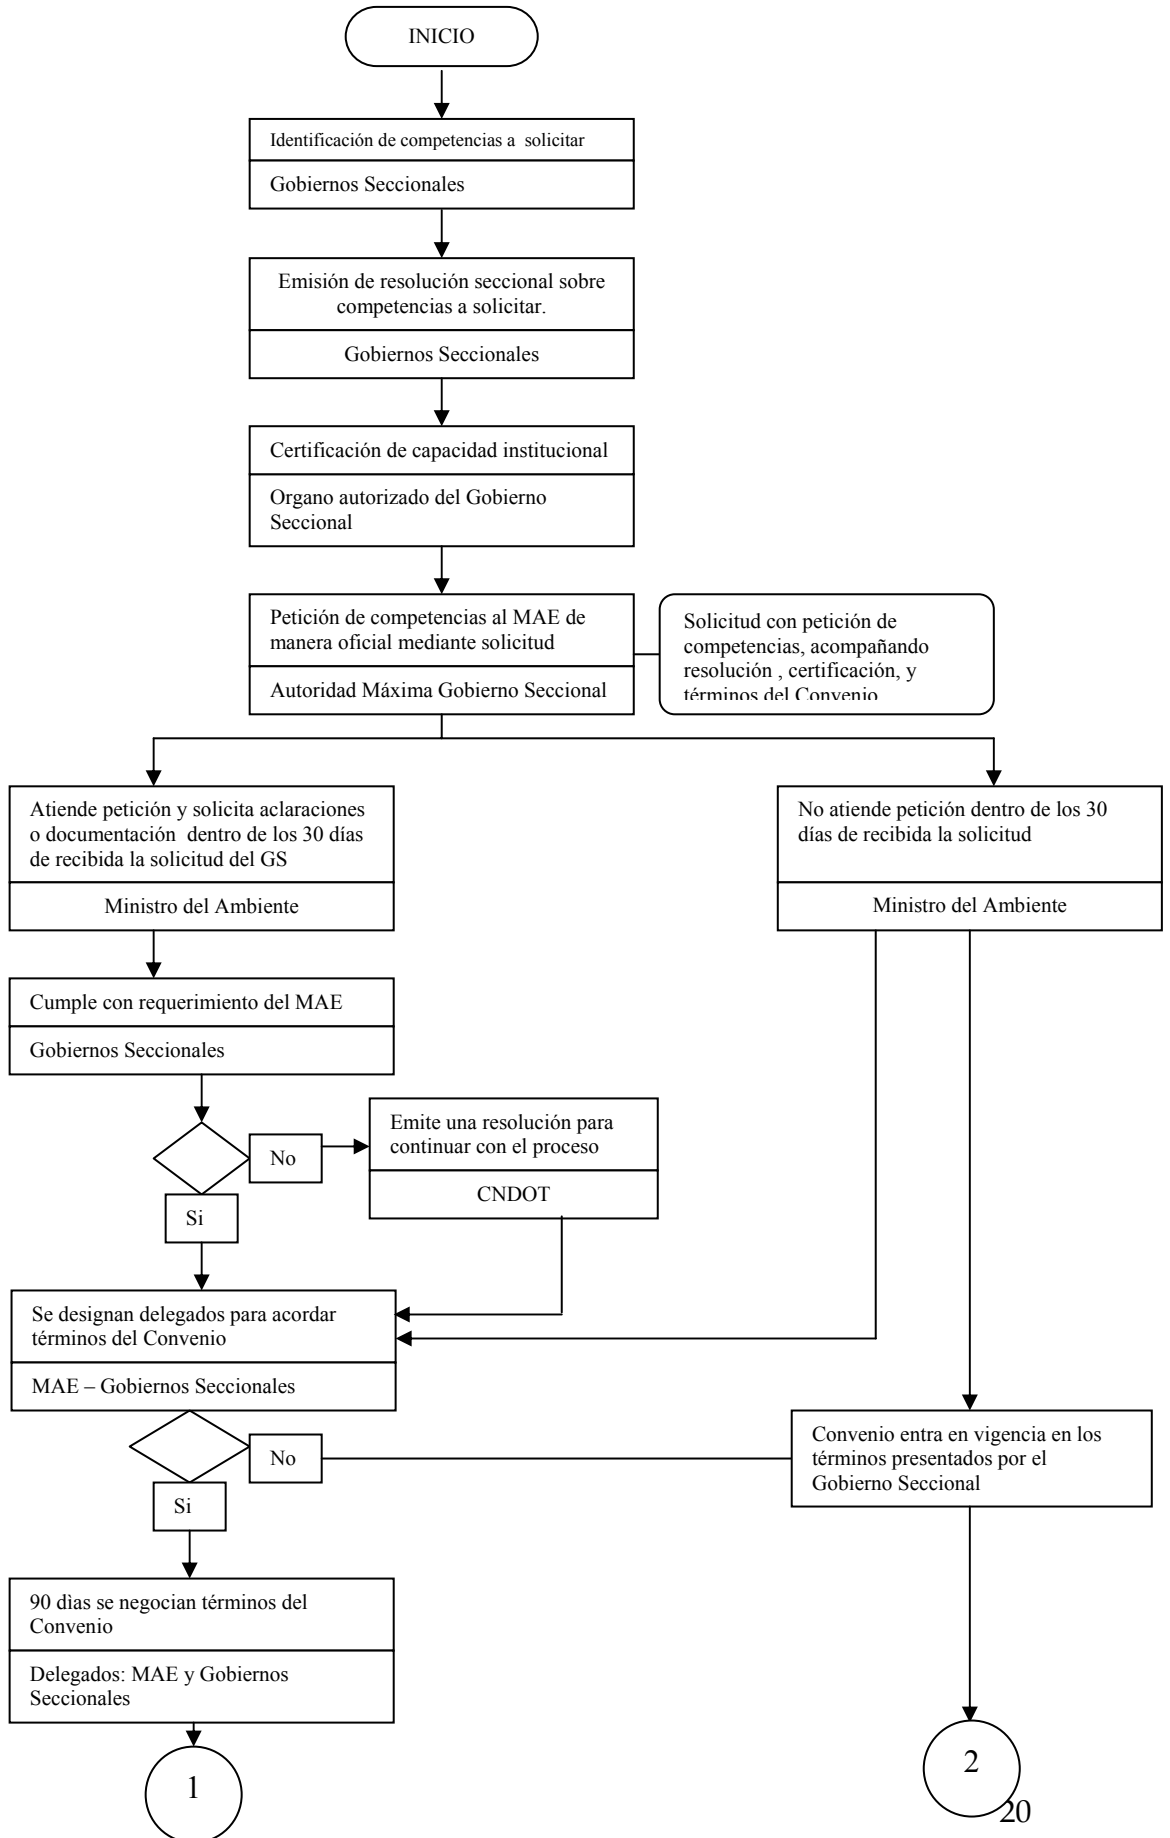 INICIO
Identificación de competencias a solicitar
Gobiernos Seccionales
Emisión de resolución seccional sobre
competencias a solicitar.
Gobiernos Seccionales
Certificación de capacidad institucional
Organo autorizado del Gobierno
Seccional
Petición de competencias al MAE de
manera oficial mediante solicitud
Autoridad Máxima Gobierno Seccional
Solicitud con petición de
competencias, acompañando
resolución , certificación, y
términos del Convenio
Atiende petición y solicita aclaraciones
o documentación dentro de los 30 días
de recibida la solicitud del GS
Ministro del Ambiente
No atiende petición dentro de los 30
días de recibida la solicitud
Ministro del Ambiente
Cumple con requerimiento del MAE
Gobiernos Seccionales
No
Emite una resolución para
continuar con el proceso
CNDOT
Si
Se designan delegados para acordar
términos del Convenio
MAE – Gobiernos Seccionales
No
Convenio entra en vigencia en los
términos presentados por el
Gobierno Seccional
Si
90 dìas se negocian términos del
Convenio
Delegados: MAE y Gobiernos
Seccionales
1
2
20